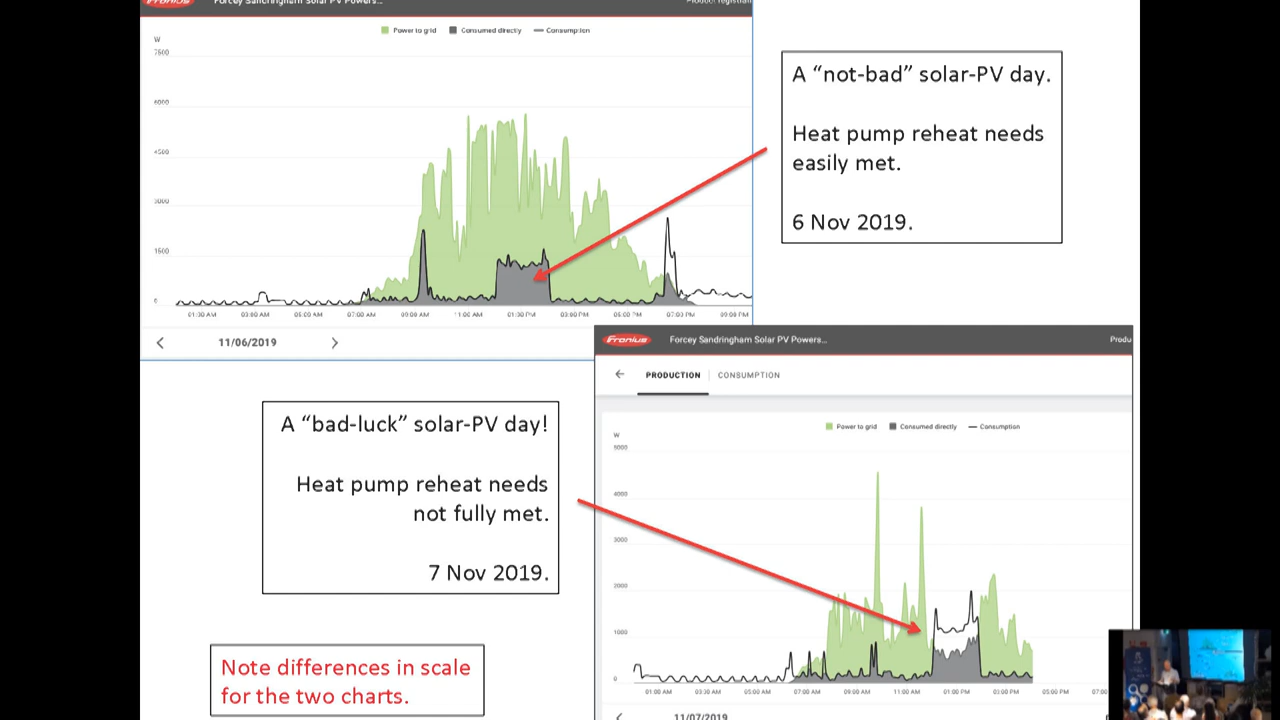 Fronius
Forcey Sandringham Solar PV Powers...
Product registration
Power to grid
Consumed directly
Consumption
W
7500
6000
4500
3000
1500
0
01:30 AM
03:30 AM
05:00 AM
07:00 AM
09:00 AM
11:00 AM
01:30 PM
03:30 PM
05:00 PM
07:00 PM
09:00 PM
11/06/2019
A “not-bad” solar-PV day.
Heat pump reheat needs
easily met.
6 Nov 2019.
Fronius
Forcey Sandringham Solar PV Powers...
Produ
PRODUCTION
CONSUMPTION
Power to grid
Consumed directly
Consumption
W
5000
4000
3000
2000
1000
0
01:00 AM
03:30 AM
05:00 AM
07:00 AM
09:00 AM
11:00 AM
01:00 PM
03:00 PM
05:00 PM
07:00
11/07/2019
A “bad-luck” solar-PV day!
Heat pump reheat needs
not fully met.
7 Nov 2019.
Note differences in scale
for the two charts.